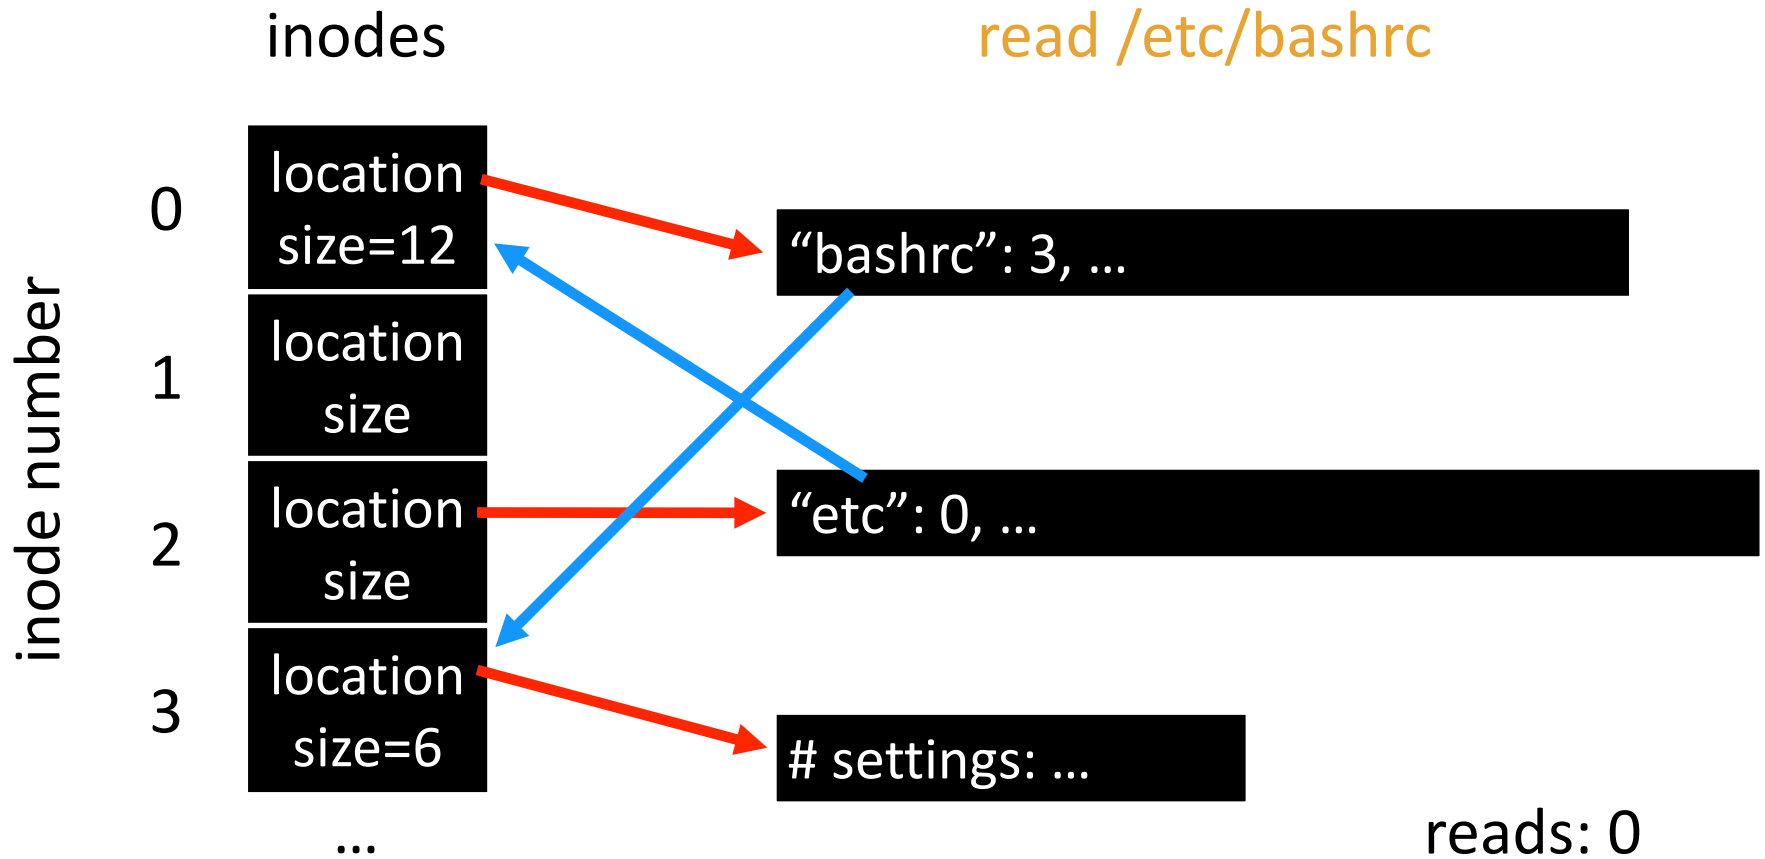 inodes
read /etc/bashrc
inode number
0
location
size=12
“bashrc”: 3, …
1
location
size
2
location
size
“etc”: 0, …
3
location
size=6
# settings: …
…
reads: 0